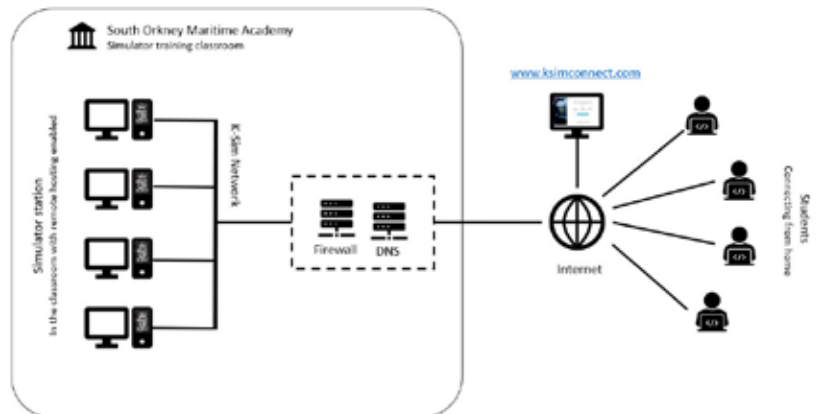 South Orkney Maritime Academy
Simulator training classroom
Simulator station
In the classroom with remote hosting enabled
K-Sim Network
Firewall
DNS
www.ksimconnect.com
Internet
Students
Connecting from home